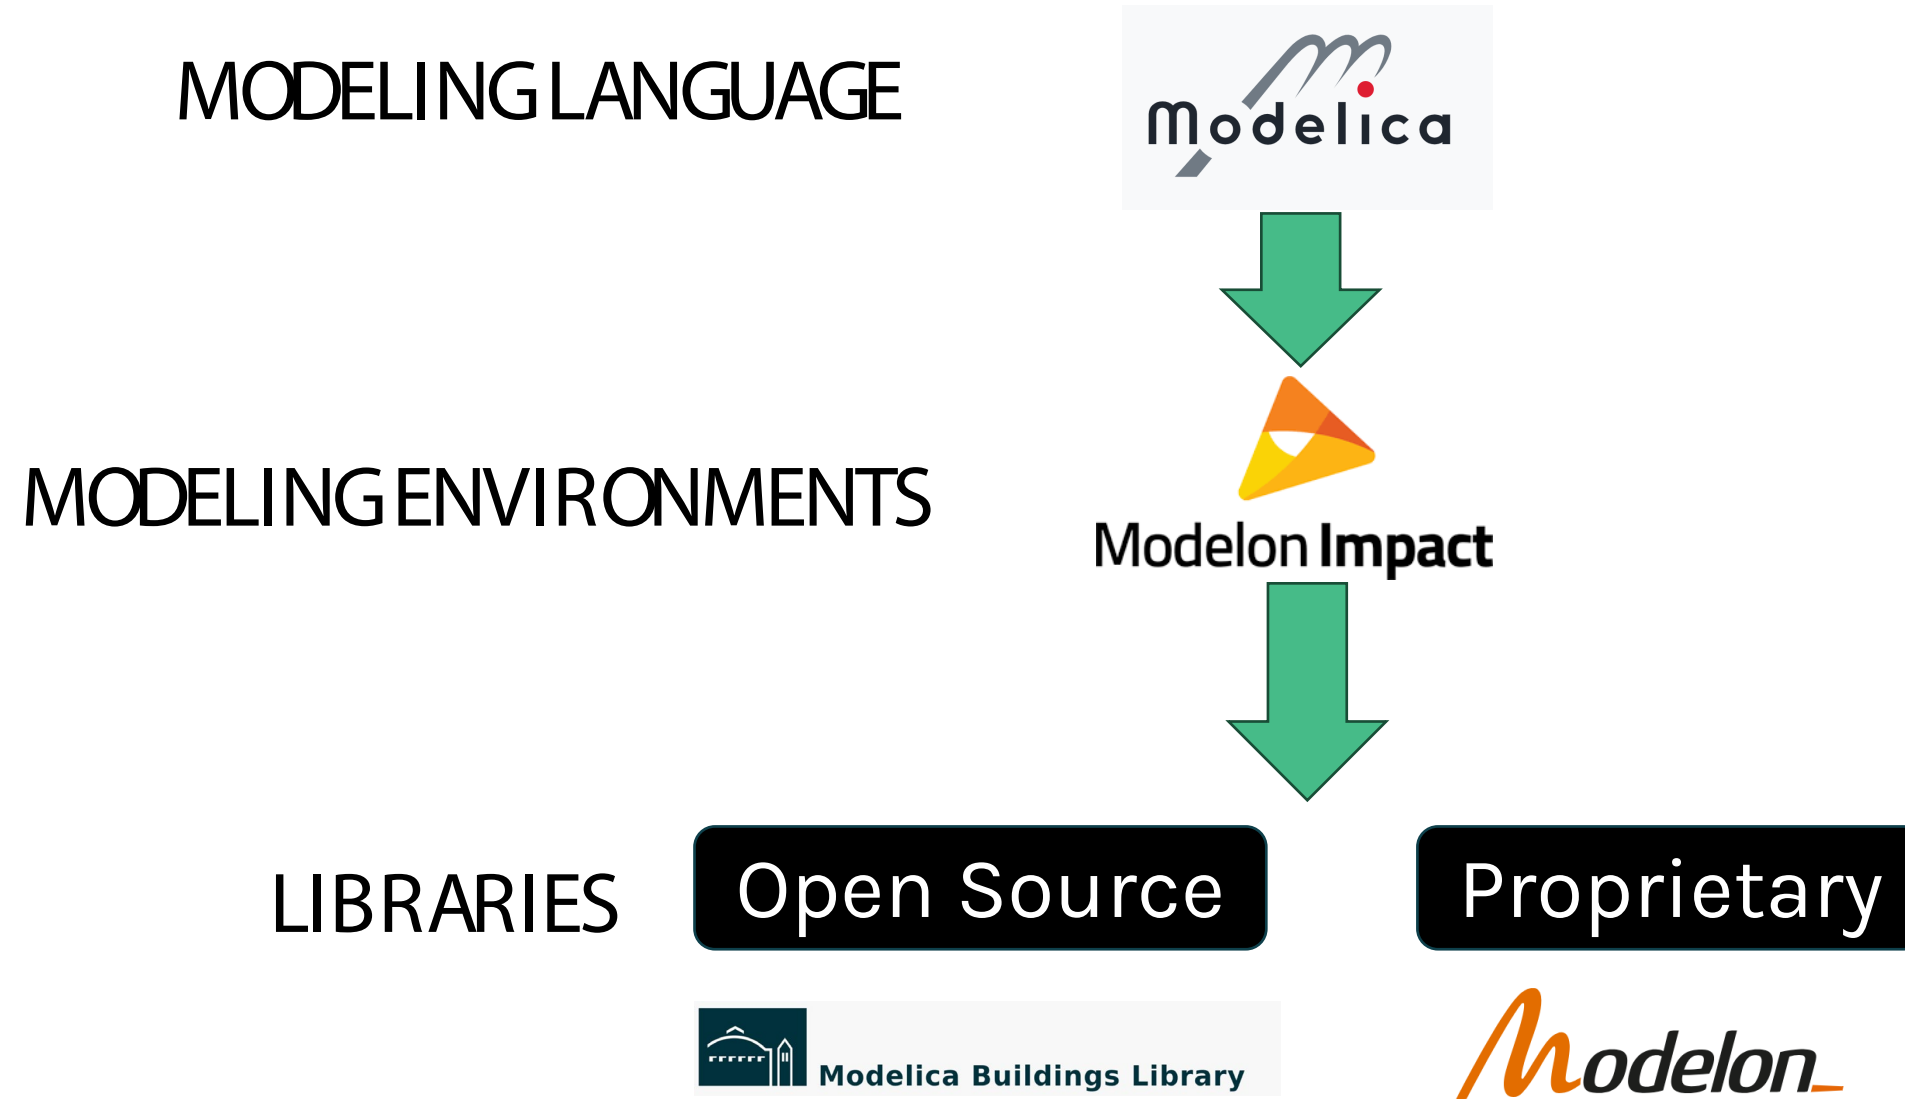 MODELING LANGUAGE
modelica
MODELING ENVIRONMENTS
Modelon Impact
LIBRARIES
Open Source
Proprietary
Modelica Buildings Library
Modelon